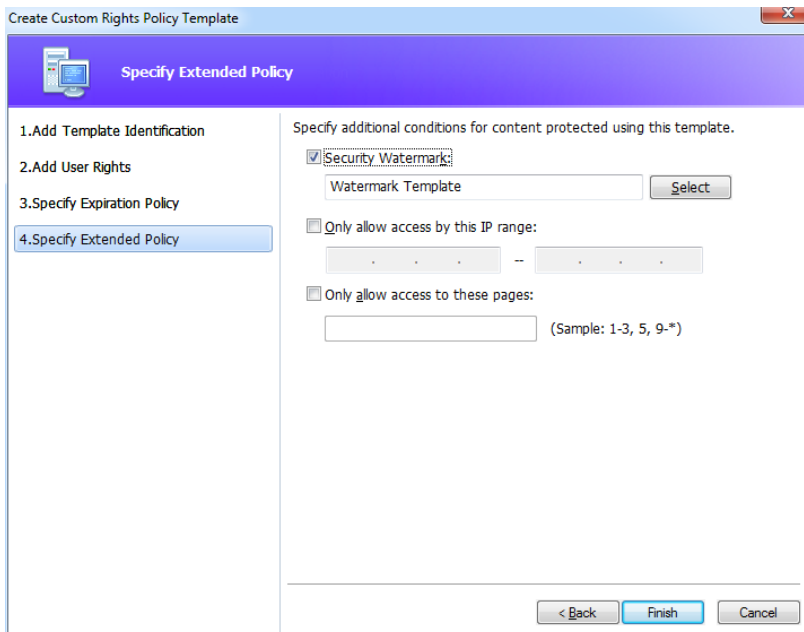 Create Custom Rights Policy Template
Specify Extended Policy
1.Add Template Identification
2.Add User Rights
3.Specify Expiration Policy
4.Specify Extended Policy
Specify additional conditions for content protected using this template.
Security Watermark:
Watermark Template
Select
Only allow access by this IP range:
. . . -- . . .
Only allow access to these pages:
(Sample: 1-3, 5, 9-*)
< Back Finish Cancel